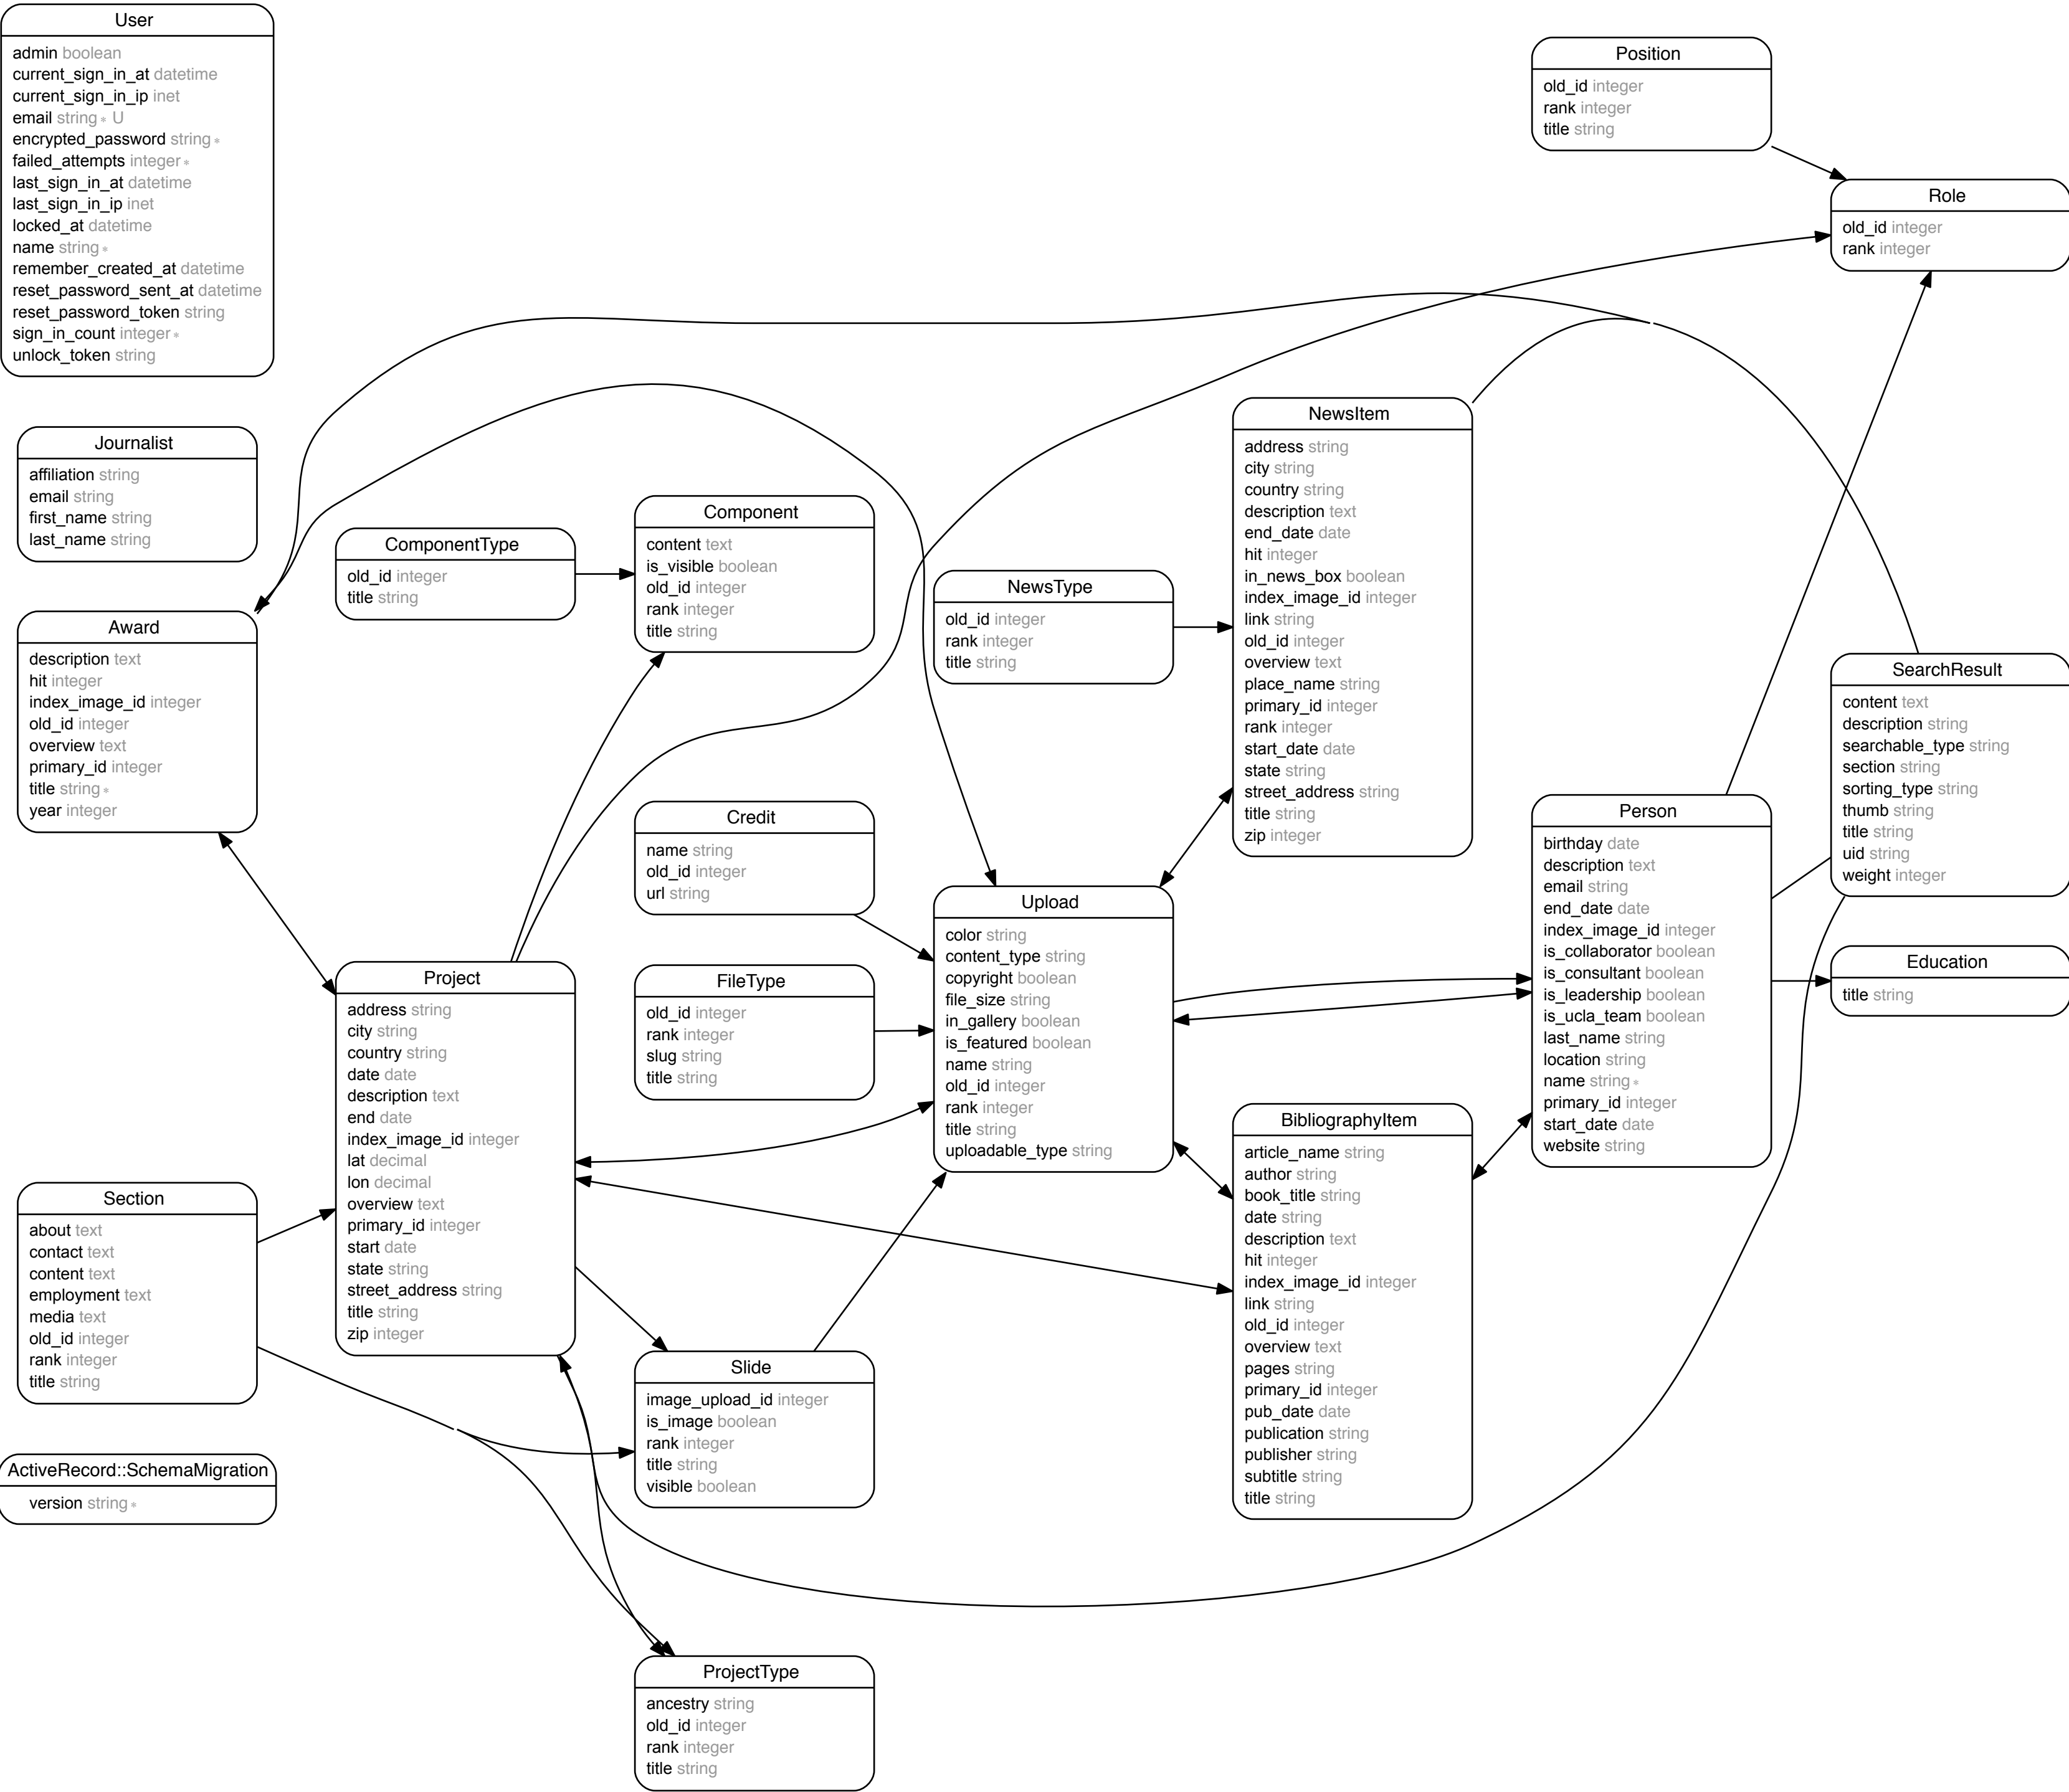 User
admin boolean
current_sign_in_at datetime
current_sign_in_ip inet
email string ∗ U
encrypted_password string ∗
failed_attempts integer ∗
last_sign_in_at datetime
last_sign_in_ip inet
locked_at datetime
name string ∗
remember_created_at datetime
reset_password_sent_at datetime
reset_password_token string
sign_in_count integer ∗
unlock_token string
Position
old_id integer
rank integer
title string
Role
old_id integer
rank integer
Journalist
affiliation string
email string
first_name string
last_name string
ComponentType
old_id integer
title string
Component
content text
is_visible boolean
old_id integer
rank integer
title string
NewsType
old_id integer
rank integer
title string
NewsItem
address string
city string
country string
description text
end_date date
hit integer
in_news_box boolean
index_image_id integer
link string
old_id integer
overview text
place_name string
primary_id integer
rank integer
start_date date
state string
street_address string
title string
zip integer
Award
description text
hit integer
index_image_id integer
old_id integer
overview text
primary_id integer
title string ∗
year integer
SearchResult
content text
description string
searchable_type string
section string
sorting_type string
thumb string
title string
uid string
weight integer
Credit
name string
old_id integer
url string
Person
birthday date
description text
email string
end_date date
index_image_id integer
is_collaborator boolean
is_consultant boolean
is_leadership boolean
is_ucla_team boolean
last_name string
location string
name string ∗
primary_id integer
start_date date
website string
Upload
color string
content_type string
copyright boolean
file_size string
in_gallery boolean
is_featured boolean
name string
old_id integer
rank integer
title string
uploadable_type string
Education
title string
Project
address string
city string
country string
date date
description text
end date
index_image_id integer
lat decimal
lon decimal
overview text
primary_id integer
start date
state string
street_address string
title string
zip integer
FileType
old_id integer
rank integer
slug string
title string
BibliographyItem
article_name string
author string
book_title string
date string
description text
hit integer
index_image_id integer
link string
old_id integer
overview text
pages string
primary_id integer
pub_date date
publication string
publisher string
subtitle string
title string
Section
about text
contact text
content text
employment text
media text
old_id integer
rank integer
title string
Slide
image_upload_id integer
is_image boolean
rank integer
title string
visible boolean
ActiveRecord::SchemaMigration
version string ∗
ProjectType
ancestry string
old_id integer
rank integer
title string